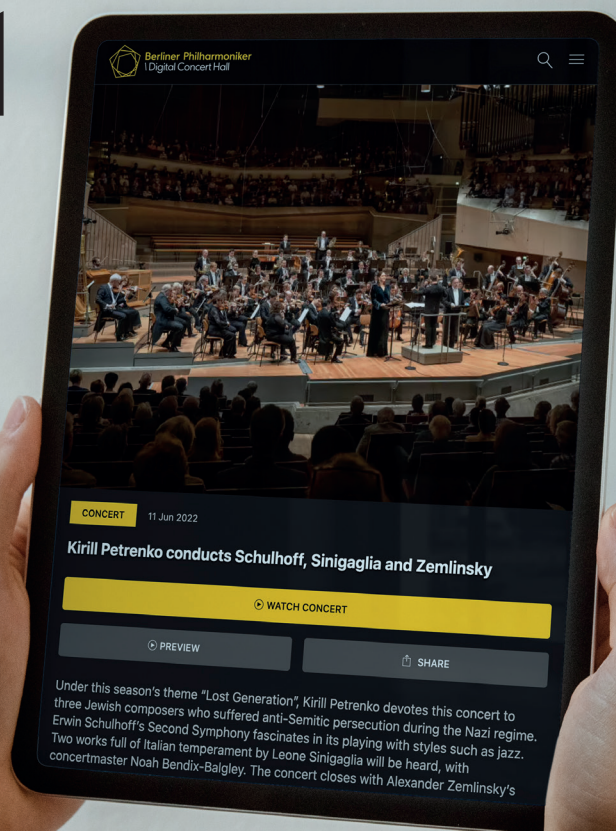 Berliner Philharmoniker
\ Digital Concert Hall
CONCERT 11 Jun 2022
Kirill Petrenko conducts Schulhoff, Sinigaglia and Zemlinsky
WATCH CONCERT
PREVIEW
SHARE
Under this season's theme "Lost Generation", Kirill Petrenko devotes this concert to
three Jewish composers who suffered anti-Semitic persecution during the Nazi regime.
Erwin Schulhoff's Second Symphony fascinates in its playing with styles such as jazz.
Two works full of Italian temperament by Leone Sinigaglia will be heard, with
concertmaster Noah Bendix-Balgley. The concert closes with Alexander Zemlinsky's